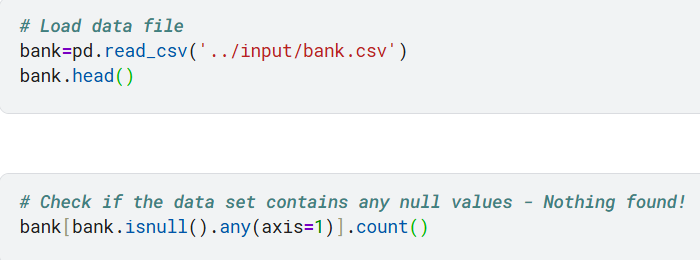 # Load data file
bank=pd.read_csv('../input/bank.csv')
bank.head()
# Check if the data set contains any null values - Nothing found!
bank[bank.isnull().any(axis=1)].count()